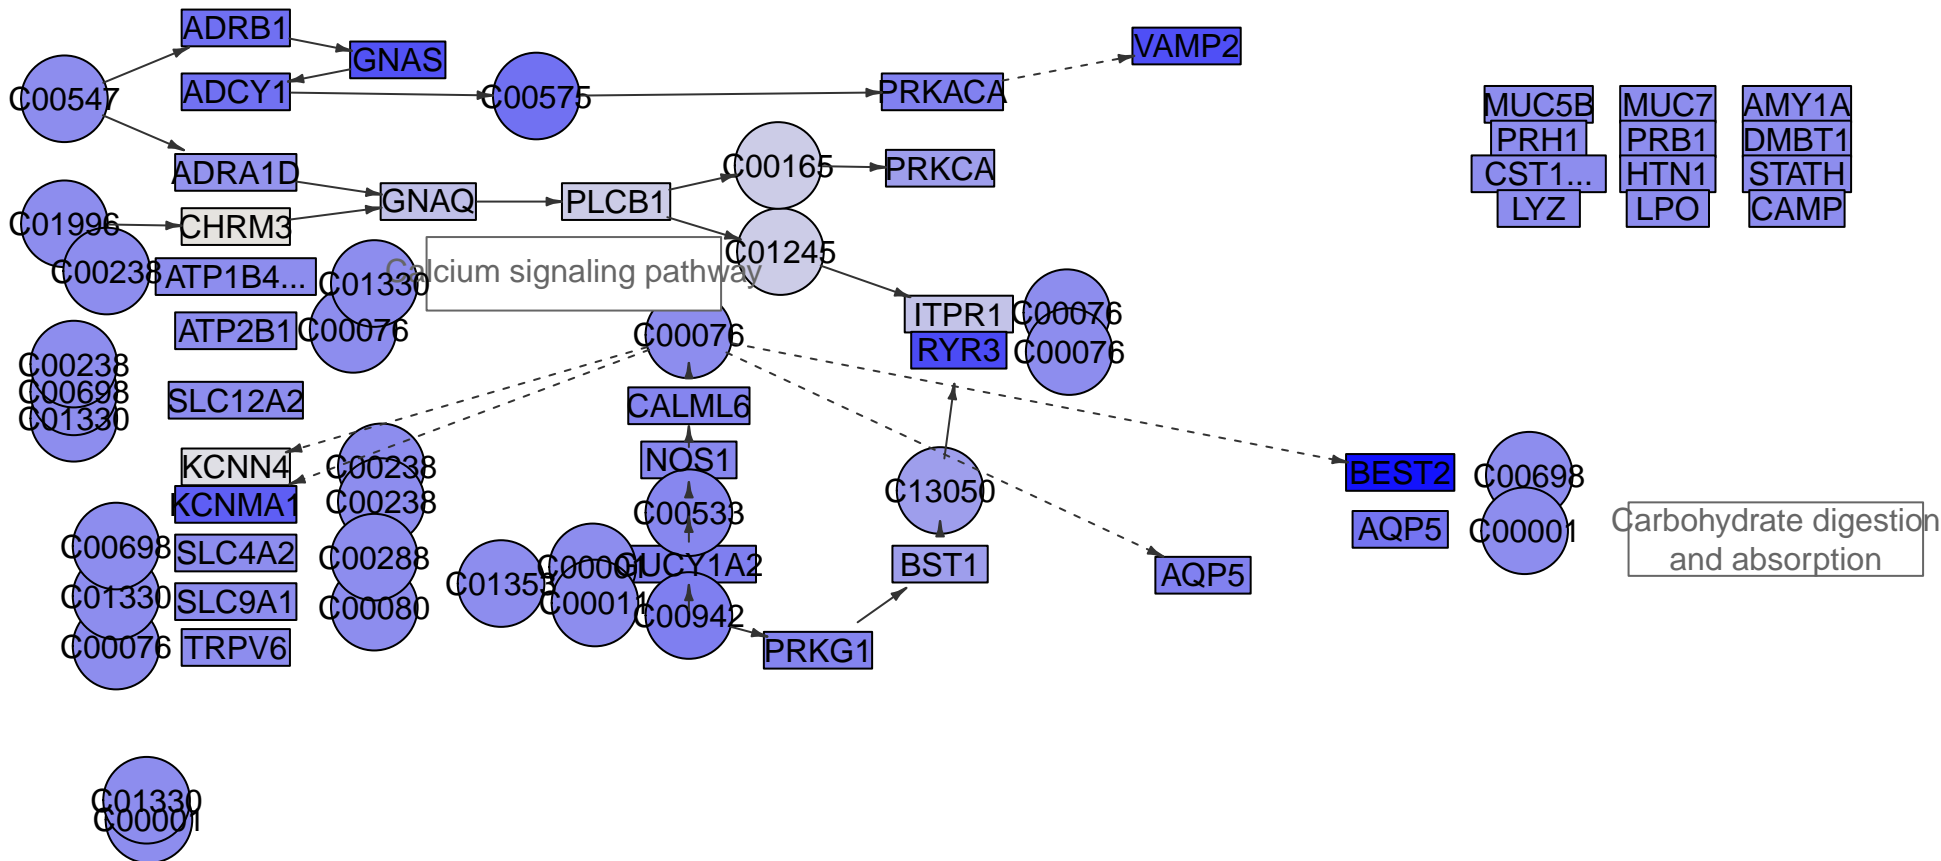 ADRB1
GNAS
VAMP2
C00547
ADCY1
C00575
PRKACA
MUC5B
MUC7
AMY1A
PRH1
PRB1
DMBT1
ADRA1D
C00165
PRKCA
CST1...
HTN1
STATH
GNAQ
PLCB1
LYZ
LPO
CAMP
C01996
CHRM3
C01245
C00238
ATP1B4...
C01330
Calcium signaling pathway
ATP2B1
C00076
C00076
ITPR1
C00076
RYR3
C00076
C00238
C00698
C01330
SLC12A2
CALML6
KCNN4
C00238
NOS1
BEST2
C00698
KCNMA1
C00238
C00533
C13050
AQP5
C00001
Carbohydrate digestion
and absorption
C00698
SLC4A2
C00288
C01353
C00001
GUCY1A2
BST1
AQP5
C01330
SLC9A1
C00080
C00011
C00942
C00076
TRPV6
PRKG1
C01330
C00001